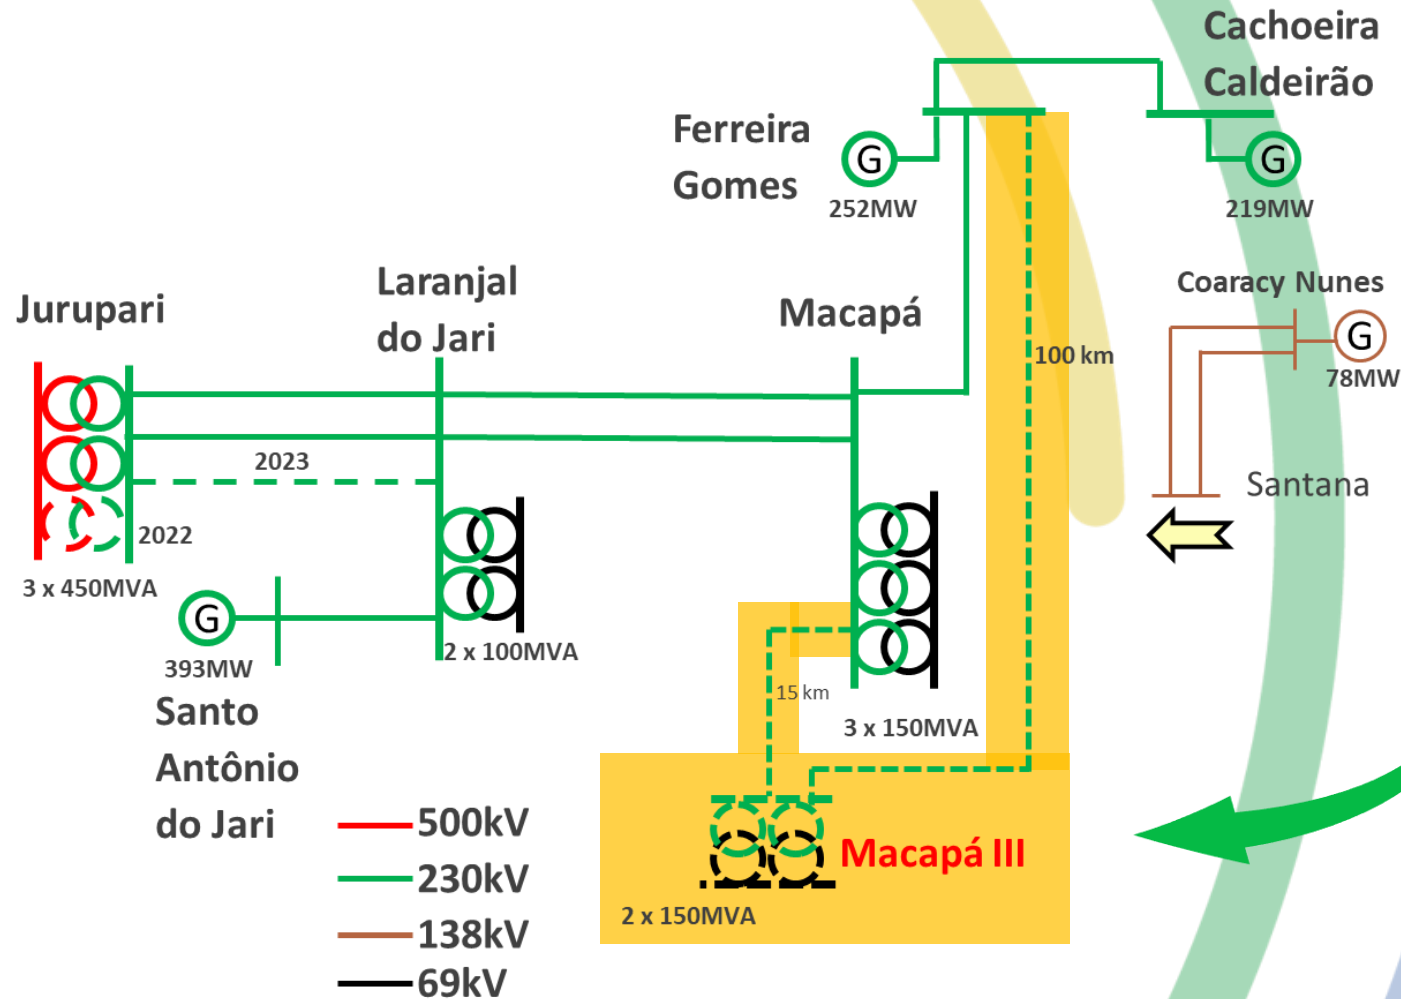 Cachoeira
Caldeirão
Ferreira
Gomes
G
252MW
G
219MW
Coaracy Nunes
G
78MW
Santana
Jurupari
Laranjal
do Jari
Macapá
100 km
2023
2022
3 x 450MVA
G
393MW
Santo
Antônio
do Jari
2 x 100MVA
15 km
3 x 150MVA
Macapá III
2 x 150MVA
500kV
230kV
138kV
69kV